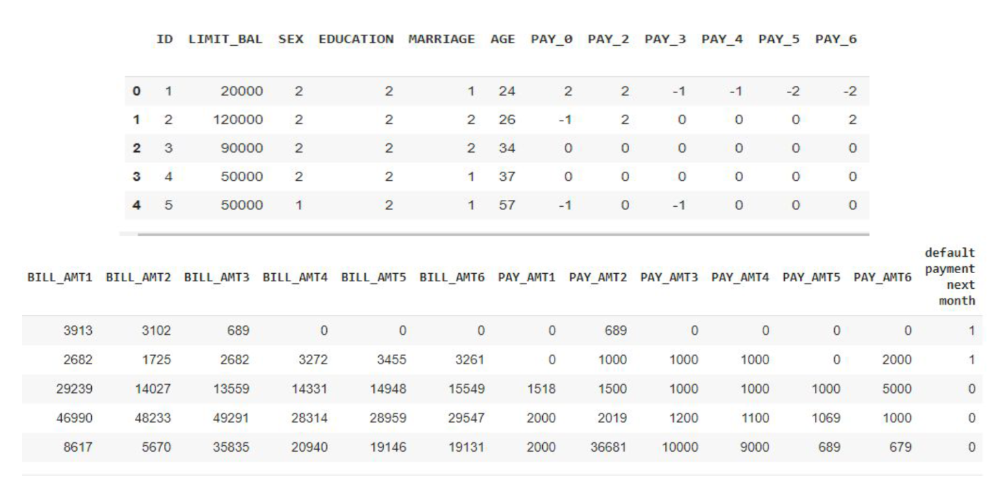 ID LIMIT_BAL SEX EDUCATION MARRIAGE AGE PAY_0 PAY_2 PAY_3 PAY_4 PAY_5 PAY_6
0 1 20000 2 2 1 24 2 2 -1 -1 -2 -2
1 2 120000 2 2 2 26 -1 2 0 0 0 2
2 3 90000 2 2 2 34 0 0 0 0 0 0
3 4 50000 2 2 1 37 0 0 0 0 0 0
4 5 50000 1 2 1 57 -1 0 -1 0 0 0
default
payment
BILL_AMT1 BILL_AMT2 BILL_AMT3 BILL_AMT4 BILL_AMT5 BILL_AMT6 PAY_AMT1 PAY_AMT2 PAY_AMT3 PAY_AMT4 PAY_AMT5 PAY_AMT6
next
month
3913 3102 689 0 0 0 0 689 0 0 0 0 1
2682 1725 2682 3272 3455 3261 0 1000 1000 1000 0 2000 1
29239 14027 13559 14331 14948 15549 1518 1500 1000 1000 1000 5000 0
46990 48233 49291 28314 28959 29547 2000 2019 1200 1100 1069 1000 0
8617 5670 35835 20940 19146 19131 2000 36681 10000 9000 689 679 0